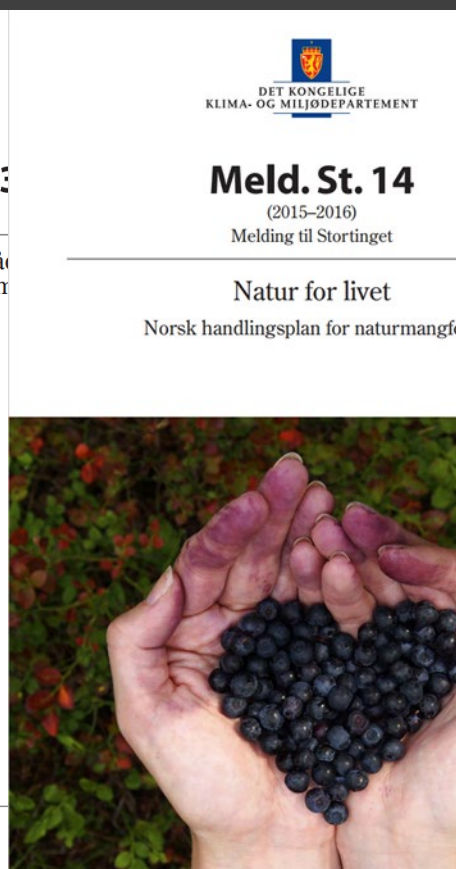 DET KONGELIGE
KLIMA- OG MILJØDEPARTEMENT
Meld. St. 14
(2015–2016)
Melding til Stortinget
Natur for livet
Norsk handlingsplan for